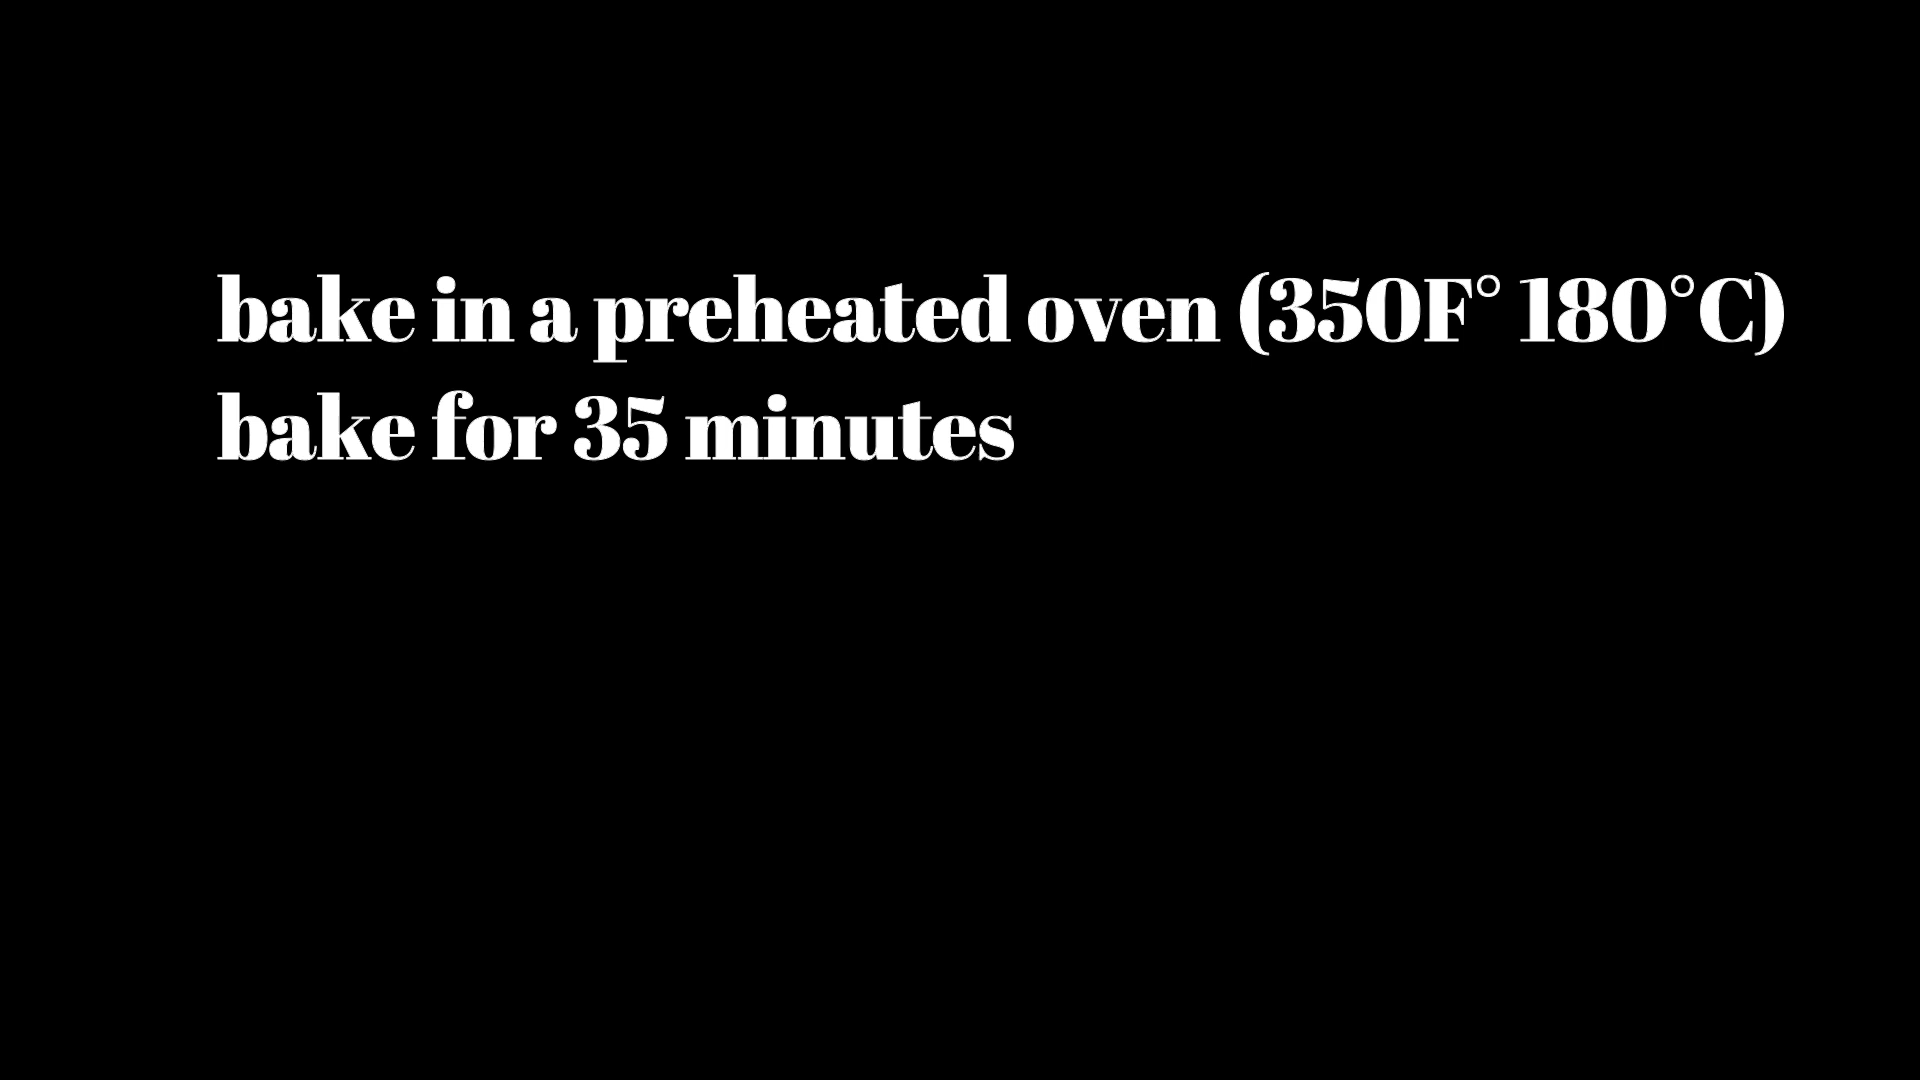 bake in a preheated oven (350F° 180°C)
bake for 35 minutes